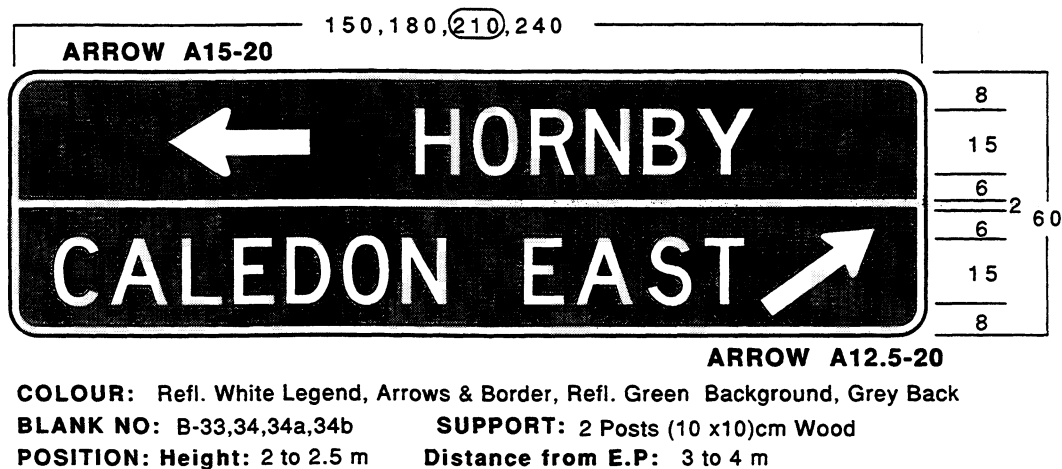 150,180,210,240
ARROW A15-20
HORNBY
CALEDON EAST
8
15
6
2
60
6
15
8
ARROW A12.5-20
COLOUR: Refl. White Legend, Arrows & Border, Refl. Green Background, Grey Back
BLANK NO: B-33,34,34a,34b SUPPORT: 2 Posts (10 x10)cm Wood
POSITION: Height: 2 to 2.5 m Distance from E.P: 3 to 4 m